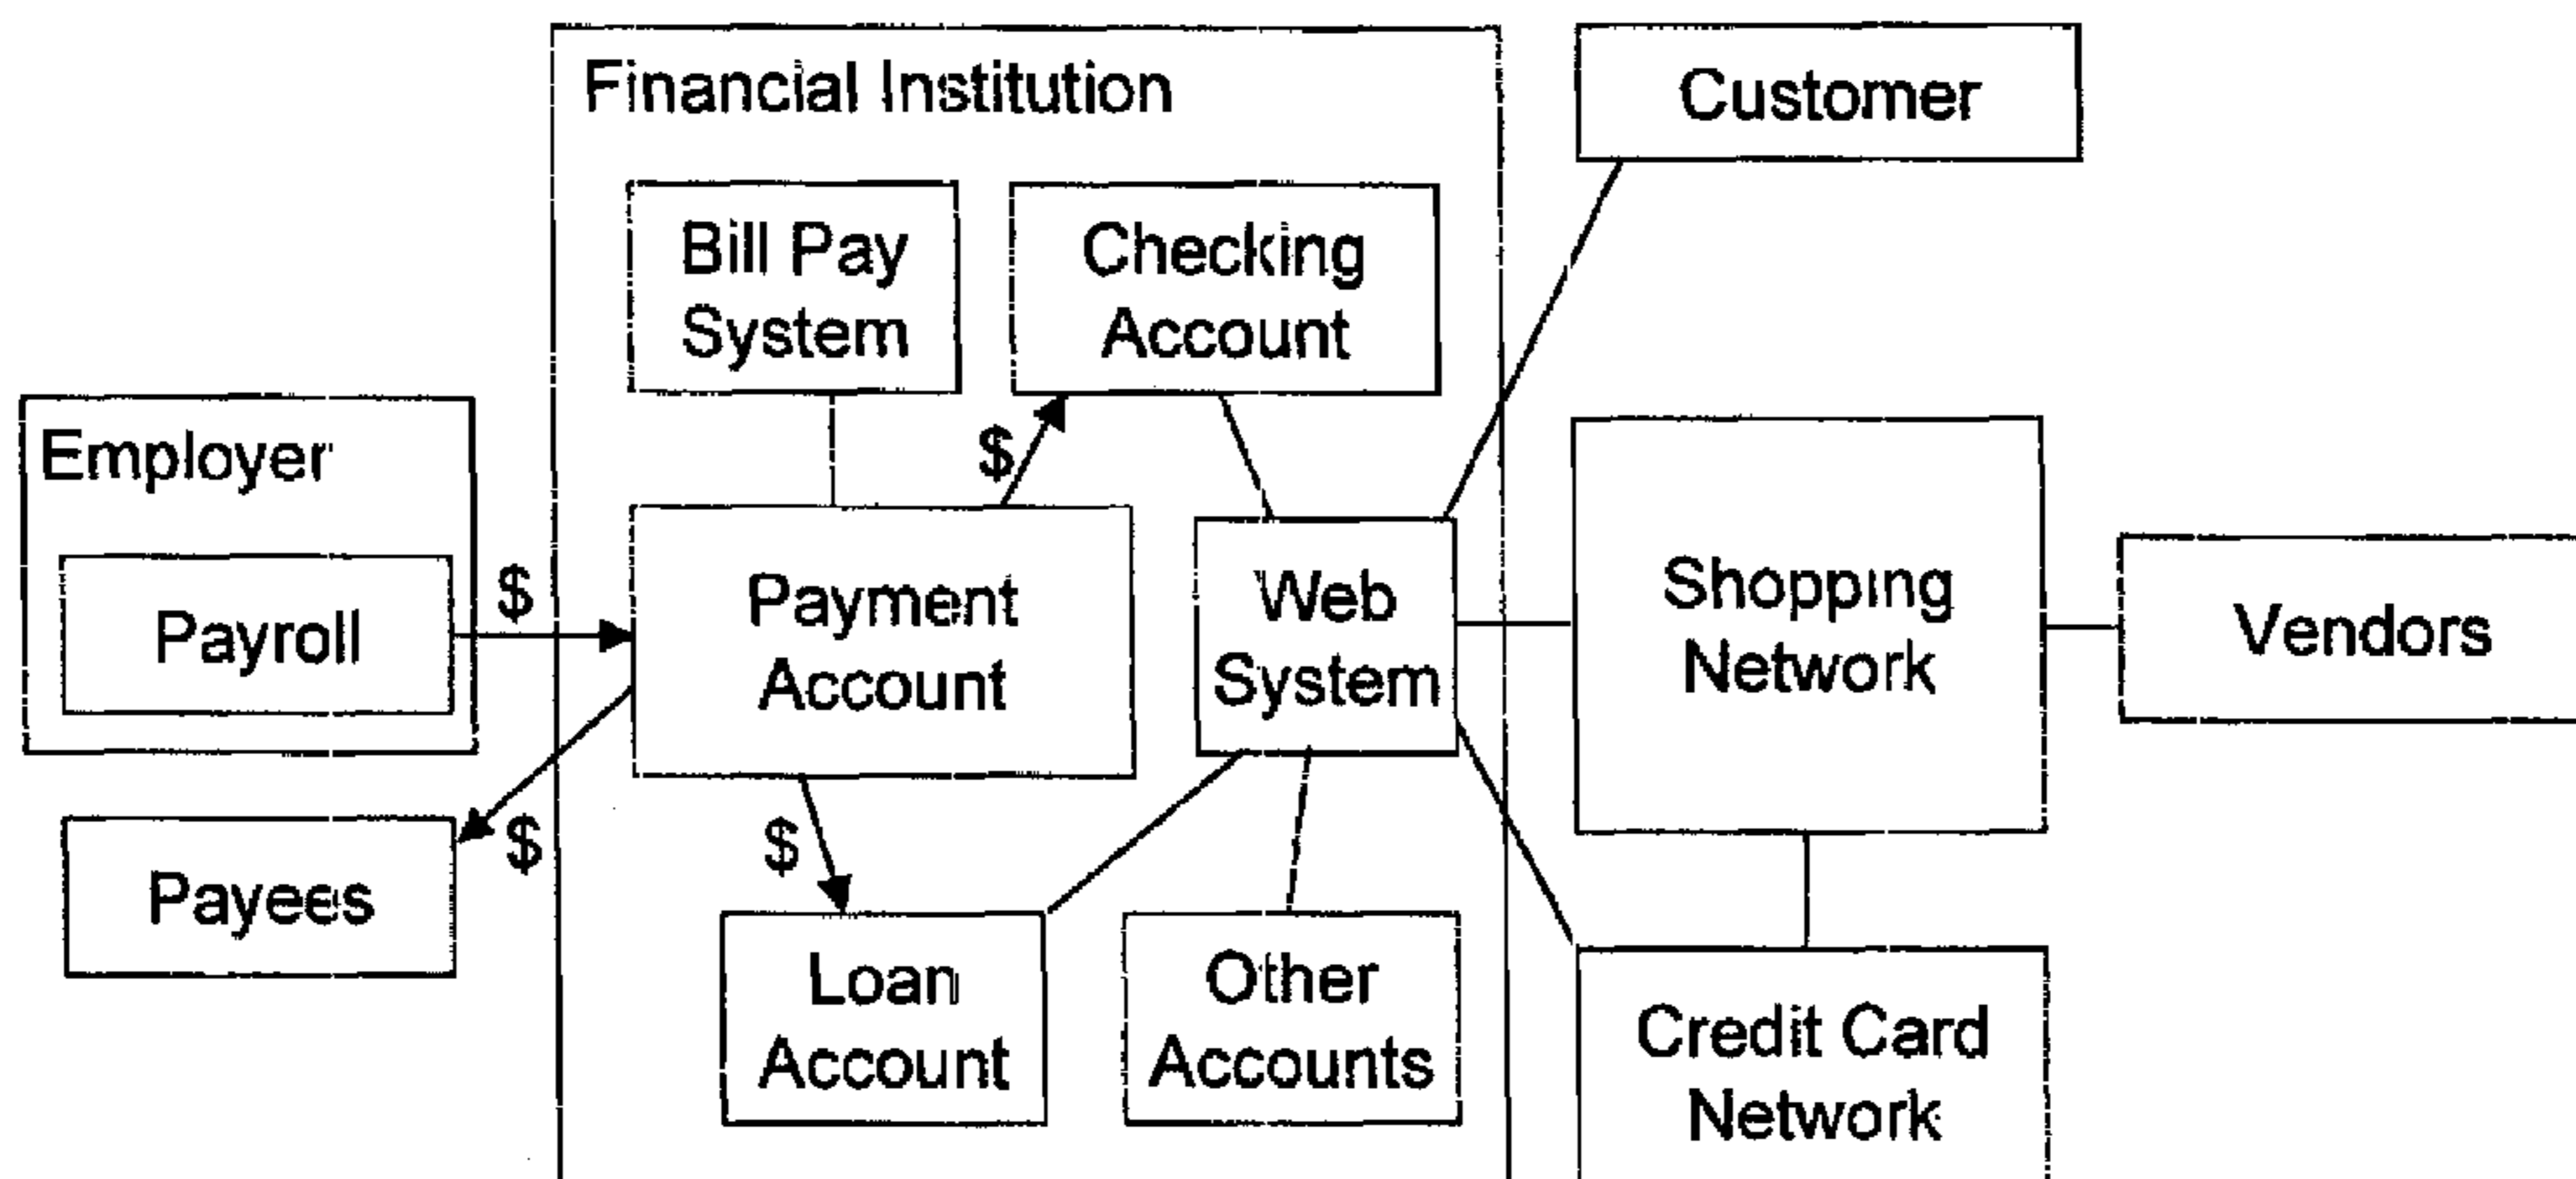 Financial Institution
Customer
Bill Pay
System
Checking
Account
Employer
$
Payroll
$
Payment
Account
Web
System
Shopping
Network
Vendors
Payees
$
$
Loan
Account
Other
Accounts
Credit Card
Network